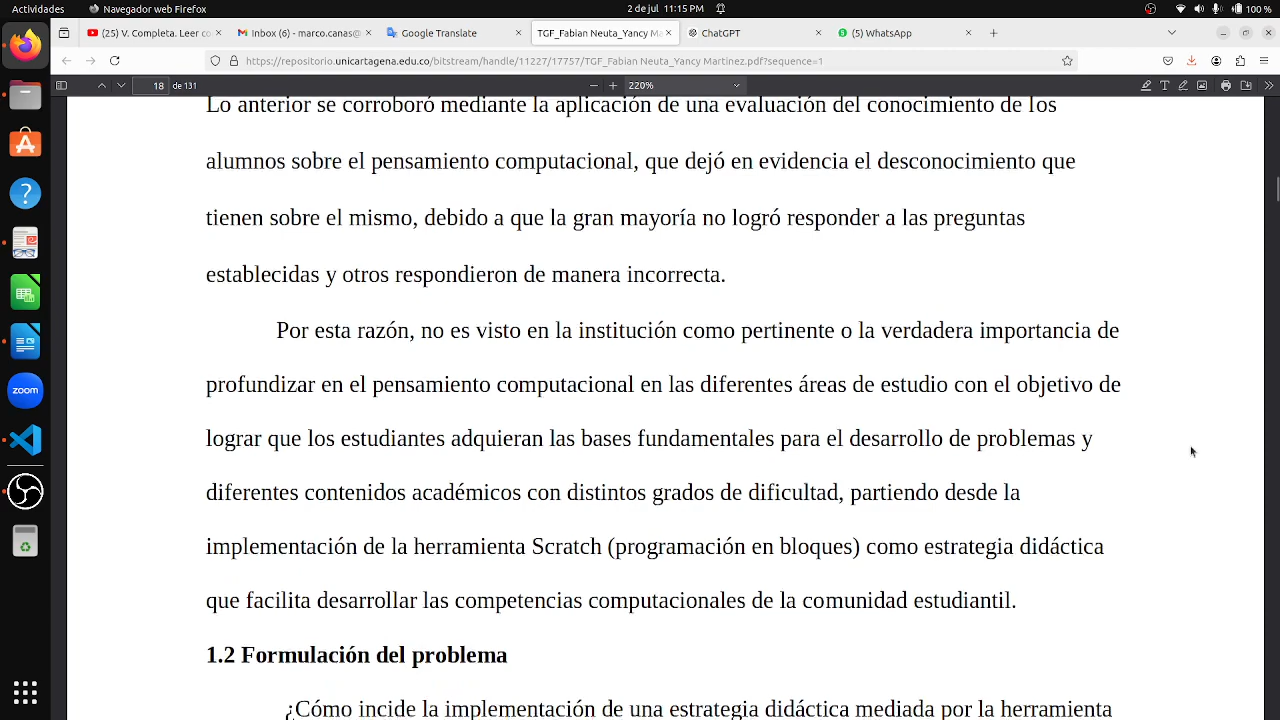 Actividades
Navegador web Firefox
2 de jul 11:15 PM
100 %
(25) V. Completa. Leer co
Inbox (6) - marco.canas@
Google Translate
TGF_Fabian Neuta_Yancy Ma
ChatGPT
(5) WhatsApp
https://repositorio.unicartagena.edu.co/bitstream/handle/11227/17757/TGF_Fabian Neuta_Yancy Martinez.pdf?sequence=1
18 de 131
220%
Lo anterior se corroboró mediante la aplicación de una evaluación del conocimiento de los
alumnos sobre el pensamiento computacional, que dejó en evidencia el desconocimiento que
tienen sobre el mismo, debido a que la gran mayoría no logró responder a las preguntas
establecidas y otros respondieron de manera incorrecta.
Por esta razón, no es visto en la institución como pertinente o la verdadera importancia de
profundizar en el pensamiento computacional en las diferentes áreas de estudio con el objetivo de
lograr que los estudiantes adquieran las bases fundamentales para el desarrollo de problemas y
diferentes contenidos académicos con distintos grados de dificultad, partiendo desde la
implementación de la herramienta Scratch (programación en bloques) como estrategia didáctica
que facilita desarrollar las competencias computacionales de la comunidad estudiantil.
1.2 Formulación del problema
¿Cómo incide la implementación de una estrategia didáctica mediada por la herramienta
zoom